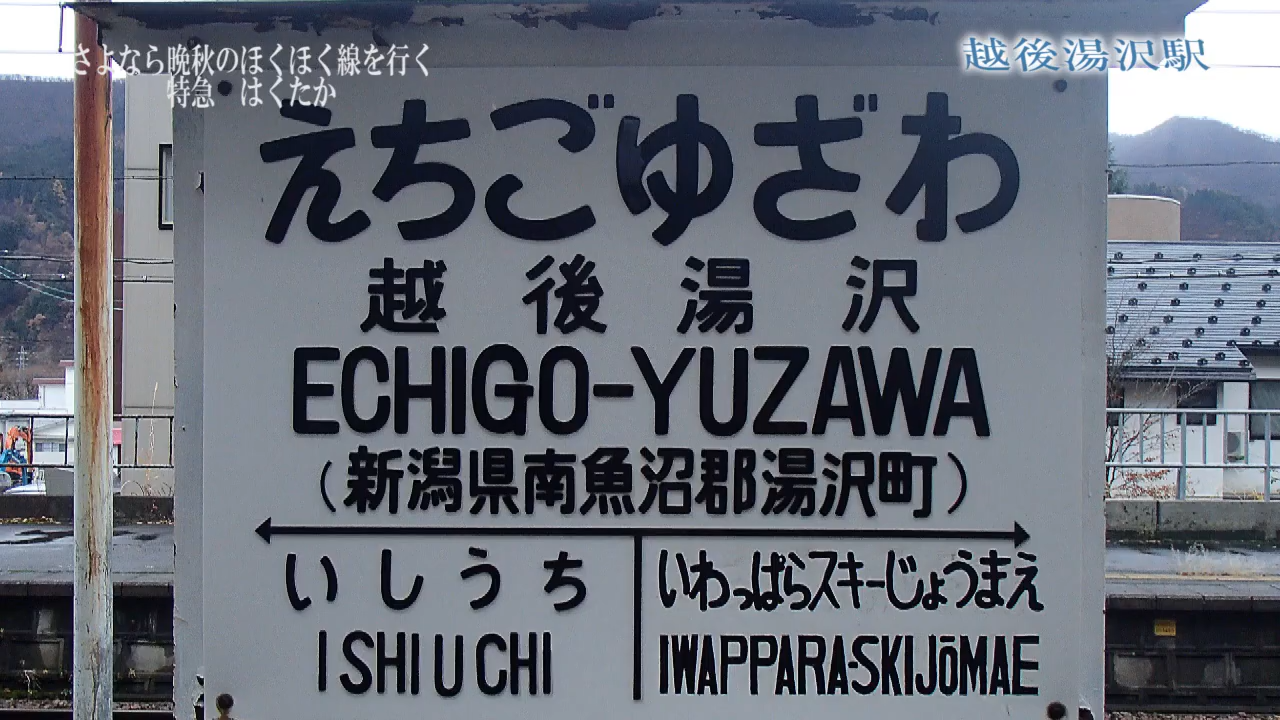 さよなら晩秋のほくほく線を行く
特急　はくたか
越後湯沢駅
えちごゆざわ
越後湯沢
ECHIGO-YUZAWA
(新潟県南魚沼郡湯沢町)
いしうち
ISHIUCHI
いわっぱらスキーじょうまえ
IWAPPARA-SKIJŌMAE